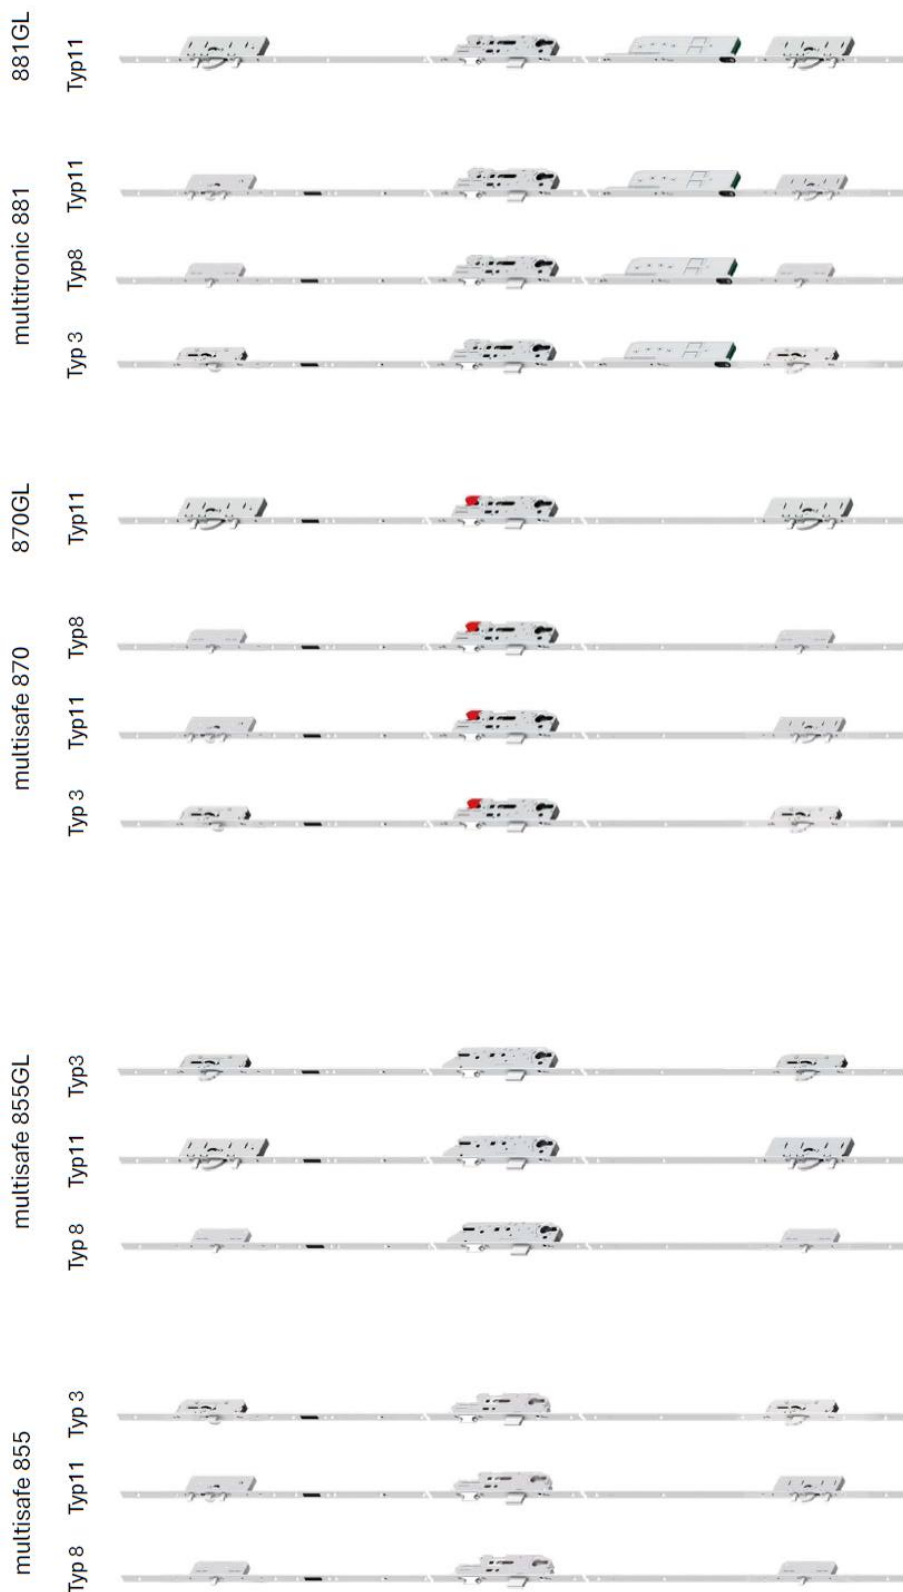 881GL
Typ11
multitronic 881
Typ11
Typ8
Typ 3
870GL
Typ11
multisafe 870
Typ8
Typ11
Typ 3
multisafe 855GL
Typ3
Typ11
Typ 8
multisafe 855
Typ 3
Typ11
Typ 8